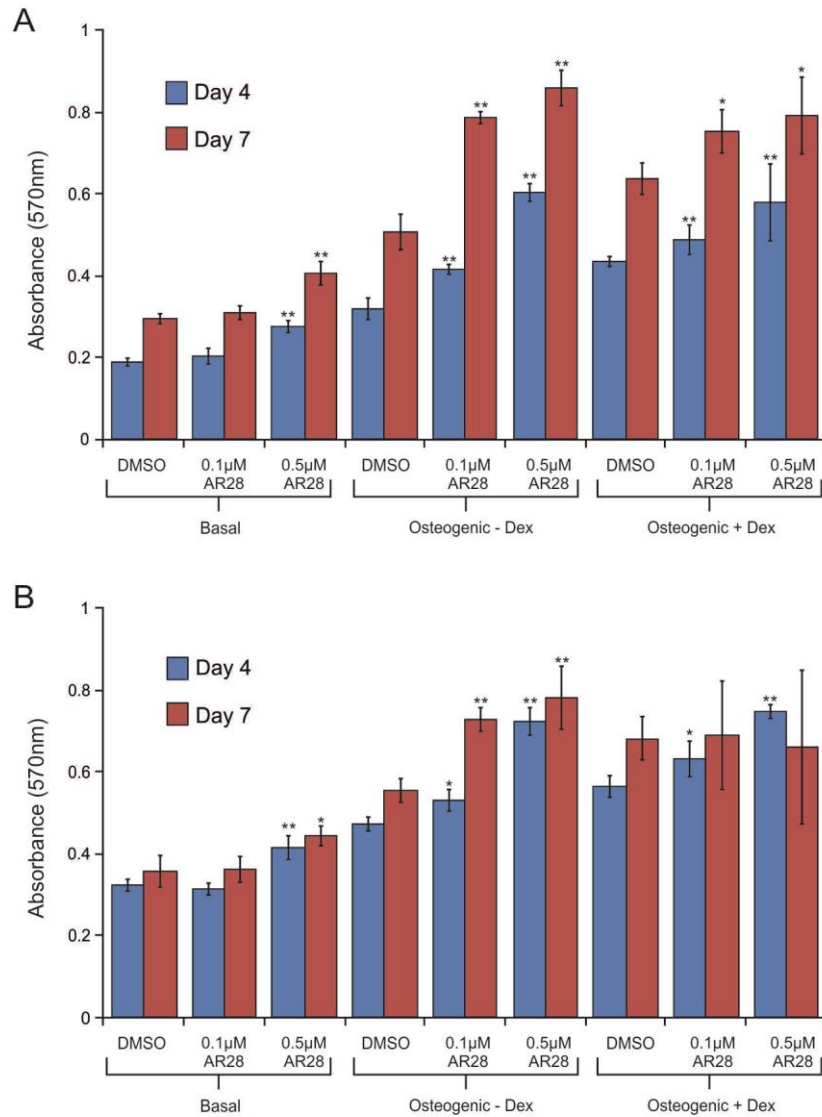 A
1
0.8
0.6
0.4
0.2
0
Absorbance (570nm)
Day 4
Day 7
** ** ** ** ** ** ** * ** *
DMSO 0.1µM AR28 0.5µM AR28 DMSO 0.1µM AR28 0.5µM AR28 DMSO 0.1µM AR28 0.5µM AR28
Basal Osteogenic - Dex Osteogenic + Dex
B
1
0.8
0.6
0.4
0.2
0
Absorbance (570nm)
Day 4
Day 7
** * * ** ** ** * **
DMSO 0.1µM AR28 0.5µM AR28 DMSO 0.1µM AR28 0.5µM AR28 DMSO 0.1µM AR28 0.5µM AR28
Basal Osteogenic - Dex Osteogenic + Dex